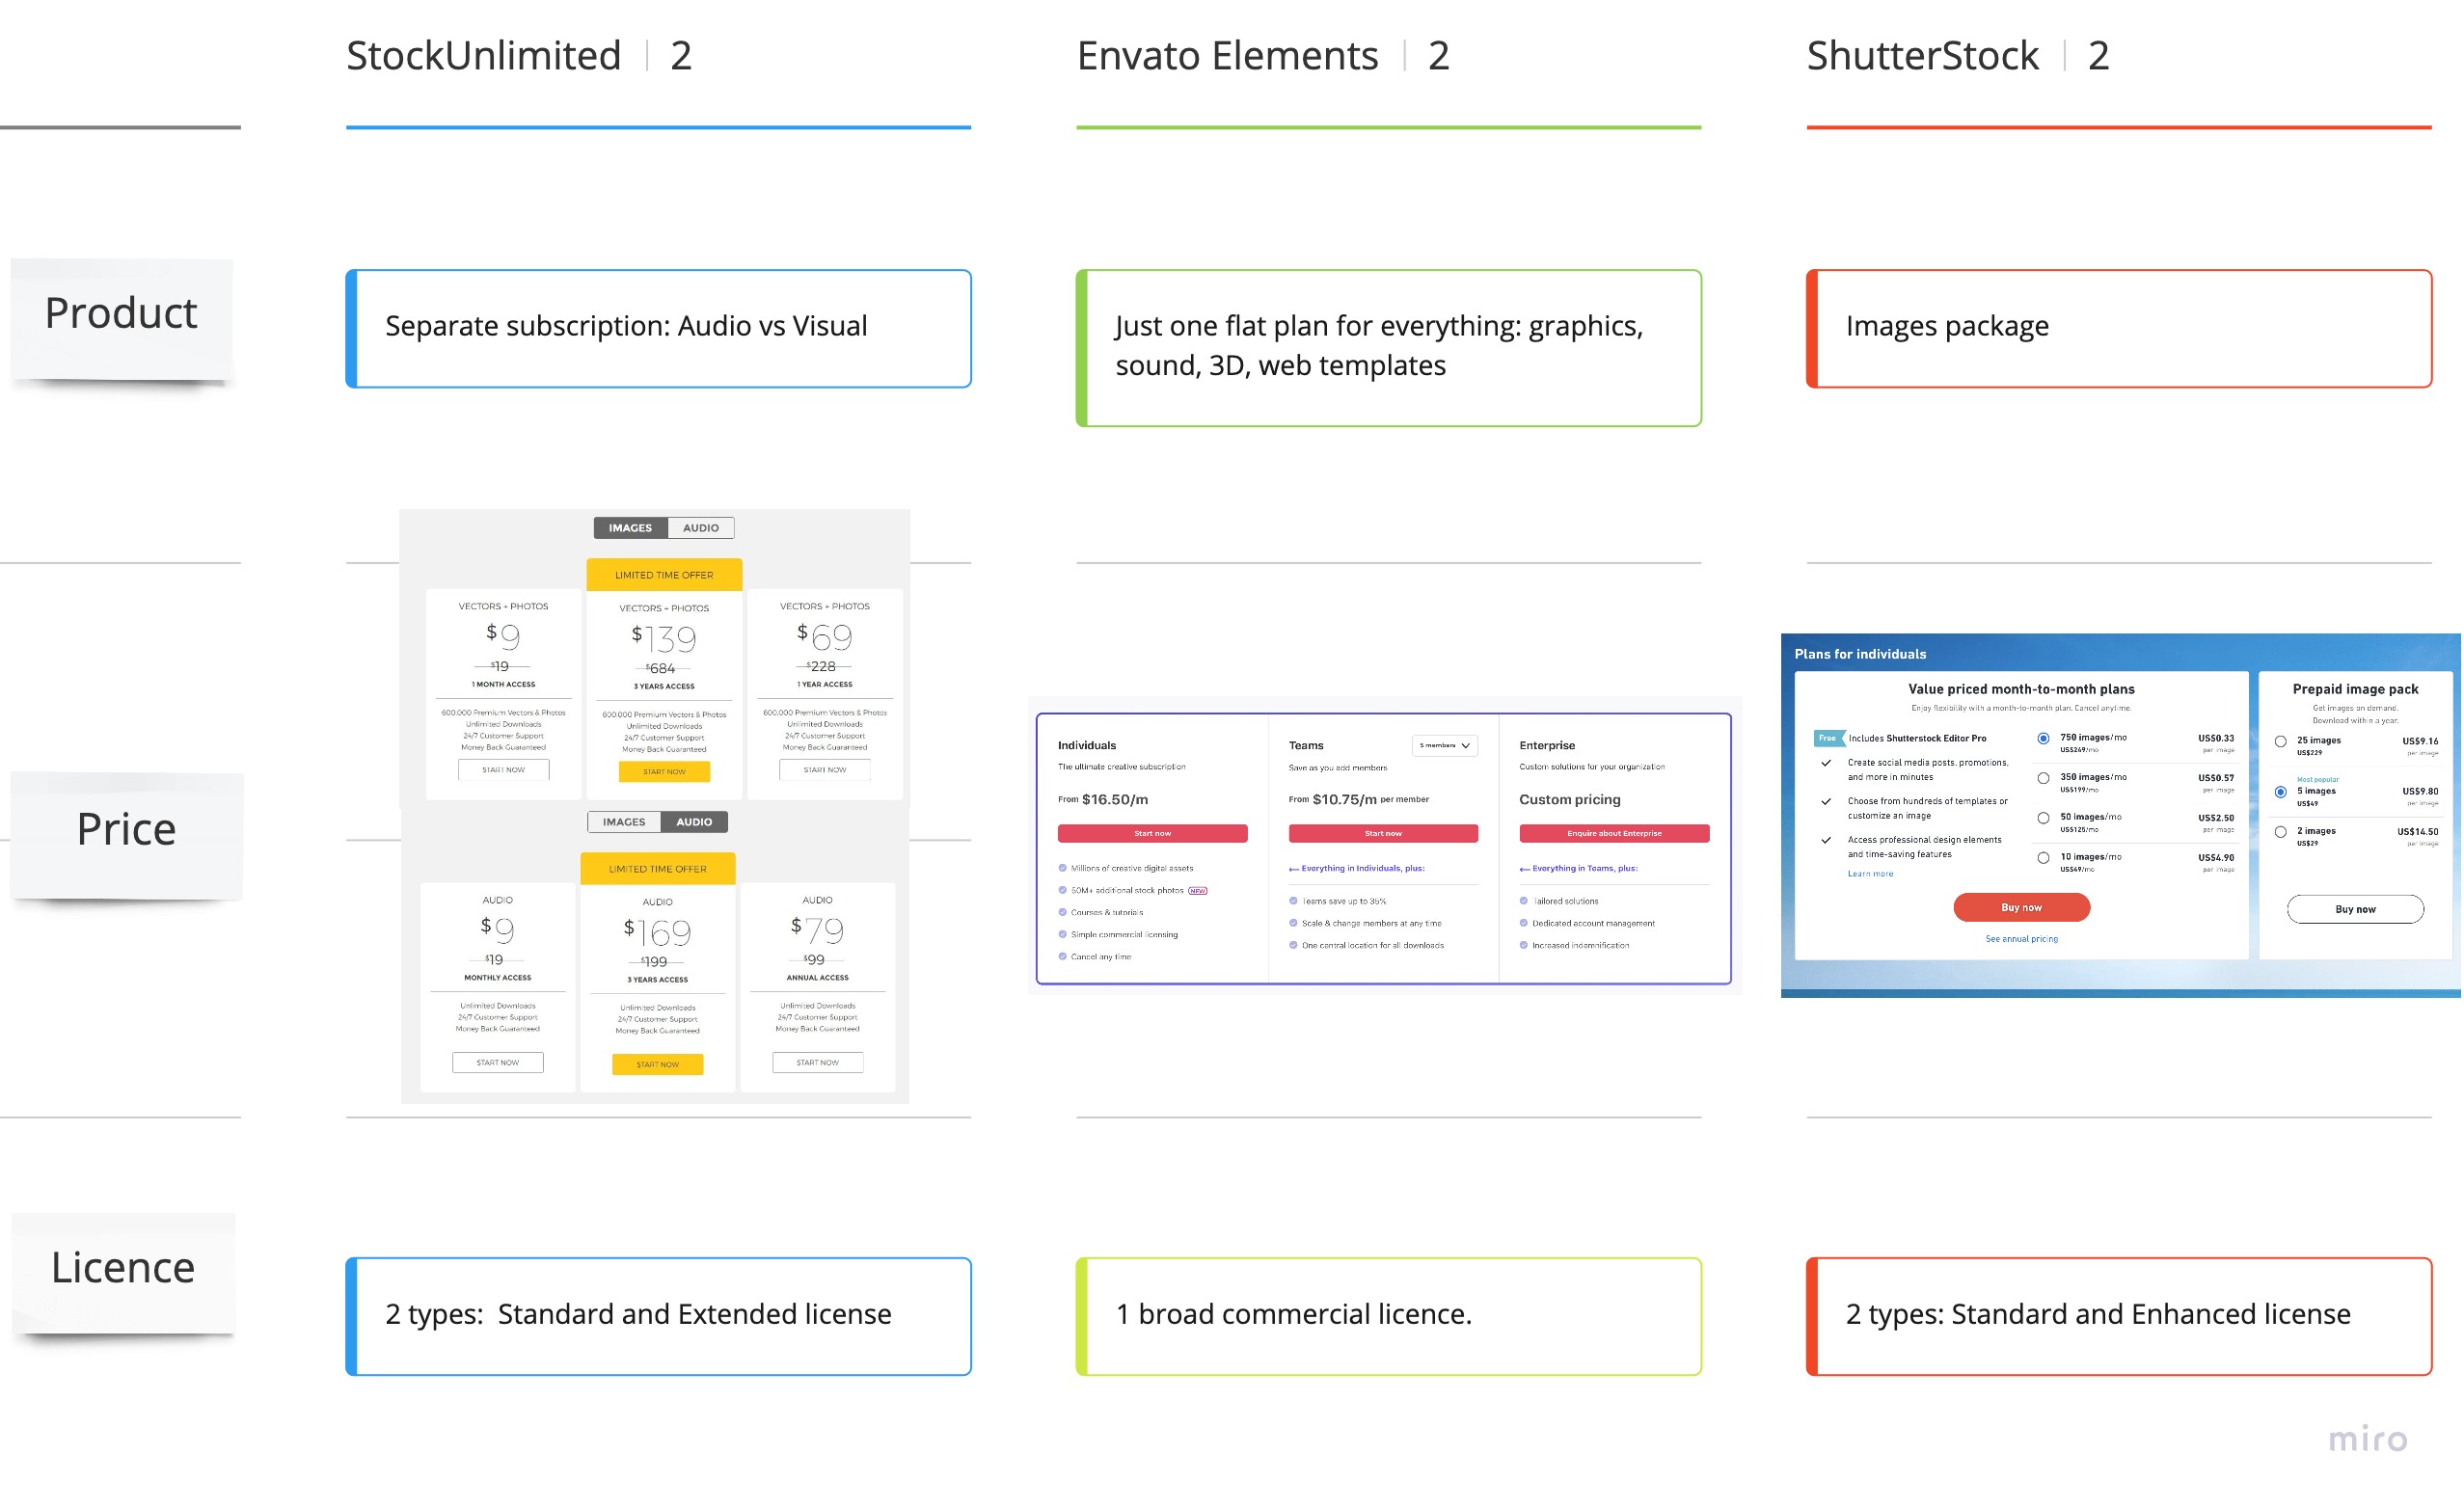 StockUnlimited | 2
Envato Elements | 2
ShutterStock | 2
Product
Separate subscription: Audio vs Visual
Just one flat plan for everything: graphics,
sound, 3D, web templates
Images package
Price
IMAGES AUDIO
LIMITED TIME OFFER
VECTORS + PHOTOS
$9
$19
1 MONTH ACCESS
600,000 Premium Vectors & Photos
Unlimited Downloads
24/7 Customer Support
Money Back Guaranteed
START NOW
VECTORS + PHOTOS
$139
$684
3 YEARS ACCESS
600,000 Premium Vectors & Photos
Unlimited Downloads
24/7 Customer Support
Money Back Guaranteed
START NOW
VECTORS + PHOTOS
$69
$228
1 YEAR ACCESS
600,000 Premium Vectors & Photos
Unlimited Downloads
24/7 Customer Support
Money Back Guaranteed
START NOW
IMAGES AUDIO
LIMITED TIME OFFER
AUDIO
$9
$19
MONTHLY ACCESS
Unlimited Downloads
24/7 Customer Support
Money Back Guaranteed
START NOW
AUDIO
$169
$199
3 YEARS ACCESS
Unlimited Downloads
24/7 Customer Support
Money Back Guaranteed
START NOW
AUDIO
$79
$99
ANNUAL ACCESS
Unlimited Downloads
24/7 Customer Support
Money Back Guaranteed
START NOW
Individuals
The ultimate creative subscription
From $16.50/m
Start now
Millions of creative digital assets
50M+ additional stock photos NEW
Courses & tutorials
Simple commercial licensing
Cancel any time
Teams
5 members
Save as you add members
From $10.75/m per member
Start now
Everything in Individuals, plus:
Teams save up to 35%
Scale & change members at any time
One central location for all downloads
Enterprise
Custom solutions for your organization
Custom pricing
Enquire about Enterprise
Everything in Teams, plus:
Tailored solutions
Dedicated account management
Increased indemnification
Plans for individuals
Value priced month-to-month plans
Enjoy flexibility with a month-to-month plan. Cancel anytime.
Free Includes Shutterstock Editor Pro
Create social media posts, promotions,
and more in minutes
Choose from hundreds of templates or
customize an image
Access professional design elements
and time-saving features
Learn more
750 images/mo US$0.33
US$249/mo per image
350 images/mo US$0.57
US$199/mo per image
50 images/mo US$2.50
US$125/mo per image
10 images/mo US$4.90
US$49/mo per image
Buy now
See annual pricing
Prepaid image pack
Get images on demand.
Download within a year.
25 images US$9.16
US$229 per image
Most popular
5 images US$9.80
US$49 per image
2 images US$14.50
US$29 per image
Buy now
Licence
2 types:  Standard and Extended license
1 broad commercial licence.
2 types: Standard and Enhanced license
miro